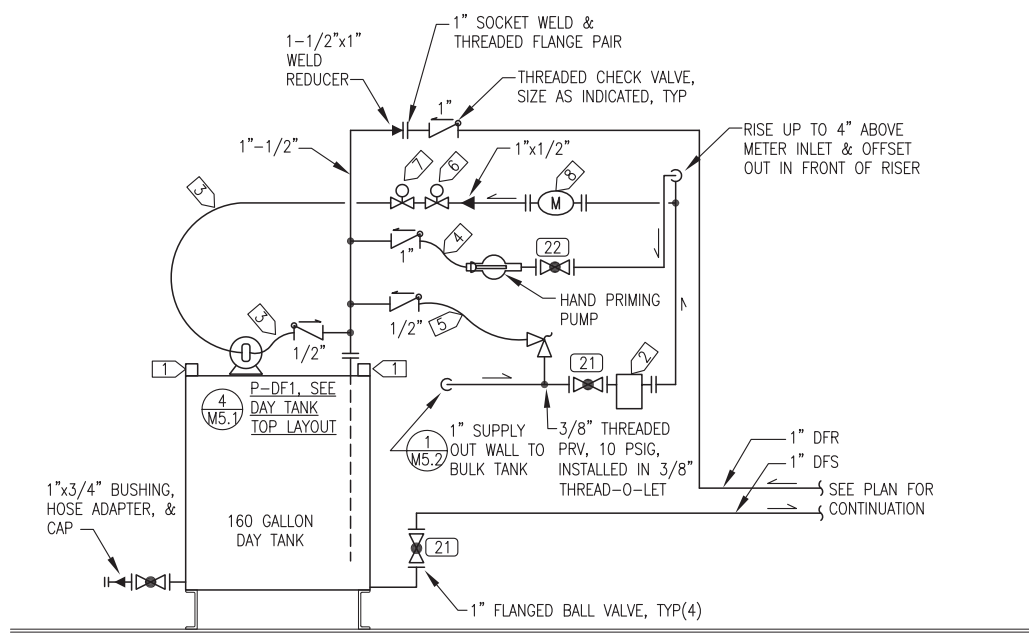 1" SOCKET WELD &
THREADED FLANGE PAIR
1-1/2"x1"
WELD
REDUCER
THREADED CHECK VALVE,
SIZE AS INDICATED, TYP
1"
RISE UP TO 4" ABOVE
METER INLET & OFFSET
OUT IN FRONT OF RISER
1"-1/2"
1"x1/2"
7
6
8
3
M
4
22
1"
HAND PRIMING
PUMP
3
1/2"
1/2"
5
21
2
1
1
4
M5.1
P-DF1, SEE
DAY TANK
TOP LAYOUT
1
M5.2
1" SUPPLY
OUT WALL TO
BULK TANK
3/8" THREADED
PRV, 10 PSIG,
INSTALLED IN 3/8"
THREAD-O-LET
1" DFR
1" DFS
SEE PLAN FOR
CONTINUATION
1"x3/4" BUSHING,
HOSE ADAPTER, &
CAP
160 GALLON
DAY TANK
21
1" FLANGED BALL VALVE, TYP(4)